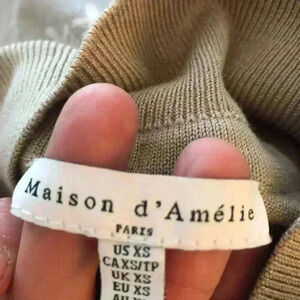 Maison d'Amélie
PARIS
US XS
CA XS/TP
UK XS
EU XS